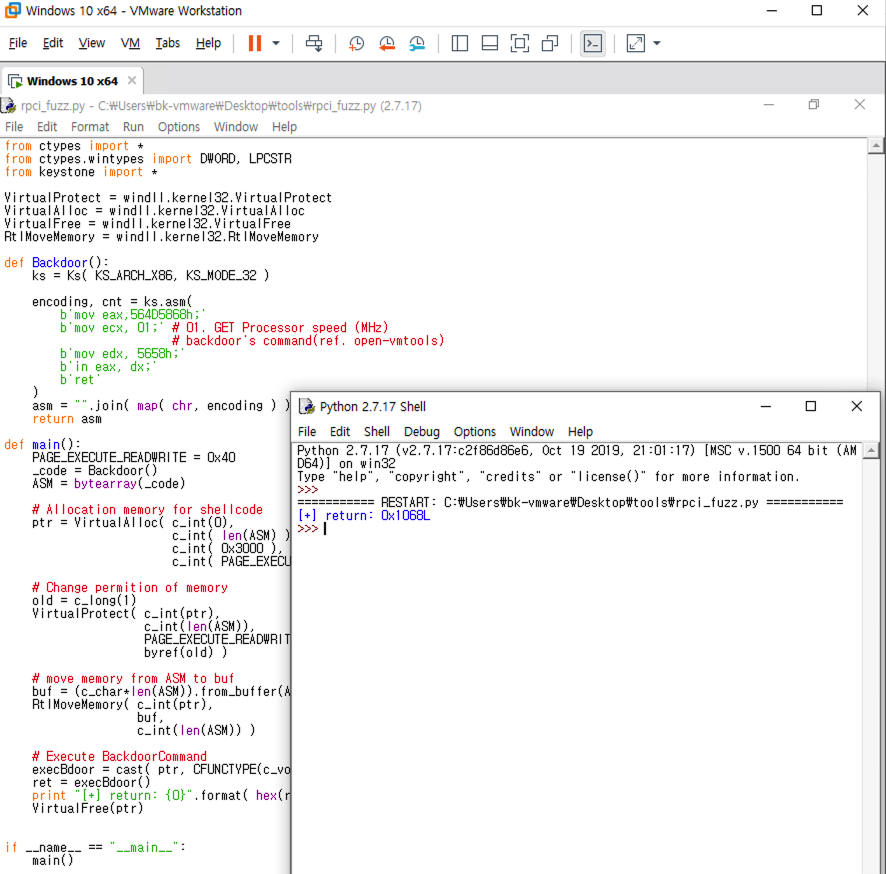 Windows 10 x64 - VMware Workstation
File Edit View VM Tabs Help
Windows 10 x64
rpci_fuzz.py - C:₩Users₩bk-vmware₩Desktop₩tools₩rpci_fuzz.py (2.7.17)
File Edit Format Run Options Window Help
from ctypes import *
from ctypes.wintypes import DWORD, LPCSTR
from keystone import *
VirtualProtect = windll.kernel32.VirtualProtect
VirtualAlloc = windll.kernel32.VirtualAlloc
VirtualFree = windll.kernel32.VirtualFree
RtlMoveMemory = windll.kernel32.RtlMoveMemory
def Backdoor():
    ks = Ks( KS_ARCH_X86, KS_MODE_32 )
    encoding, cnt = ks.asm(
        b'mov eax,564D5868h;'
        b'mov ecx, 01;' # 01. GET Processor speed (MHz)
                        # backdoor's command(ref. open-vmtools)
        b'mov edx, 5658h;'
        b'in eax, dx;'
        b'ret'
    )
    asm = "".join( map( chr, encoding ) )
    return asm
def main():
    PAGE_EXECUTE_READWRITE = 0x40
    _code = Backdoor()
    ASM = bytearray(_code)
    # Allocation memory for shellcode
    ptr = VirtualAlloc( c_int(0),
                        c_int( len(ASM) )
                        c_int( 0x3000 ),
                        c_int( PAGE_EXECU
    # Change permition of memory
    old = c_long(1)
    VirtualProtect( c_int(ptr),
                    c_int(len(ASM)),
                    PAGE_EXECUTE_READWRIT
                    byref(old) )
    # move memory from ASM to buf
    buf = (c_char*len(ASM)).from_buffer(A
    RtlMoveMemory( c_int(ptr),
                   buf,
                   c_int(len(ASM)) )
    # Execute BackdoorCommand
    execBdoor = cast( ptr, CFUNCTYPE(c_vo
    ret = execBdoor()
    print "[+] return: {0}".format( hex(r
    VirtualFree(ptr)
if __name__ == "__main__":
    main()
Python 2.7.17 Shell
File Edit Shell Debug Options Window Help
Python 2.7.17 (v2.7.17:c2f86d86e6, Oct 19 2019, 21:01:17) [MSC v.1500 64 bit (AM
D64)] on win32
Type "help", "copyright", "credits" or "license()" for more information.
>>>
=========== RESTART: C:₩Users₩bk-vmware₩Desktop₩tools₩rpci_fuzz.py ===========
[+] return: 0x1068L
>>>